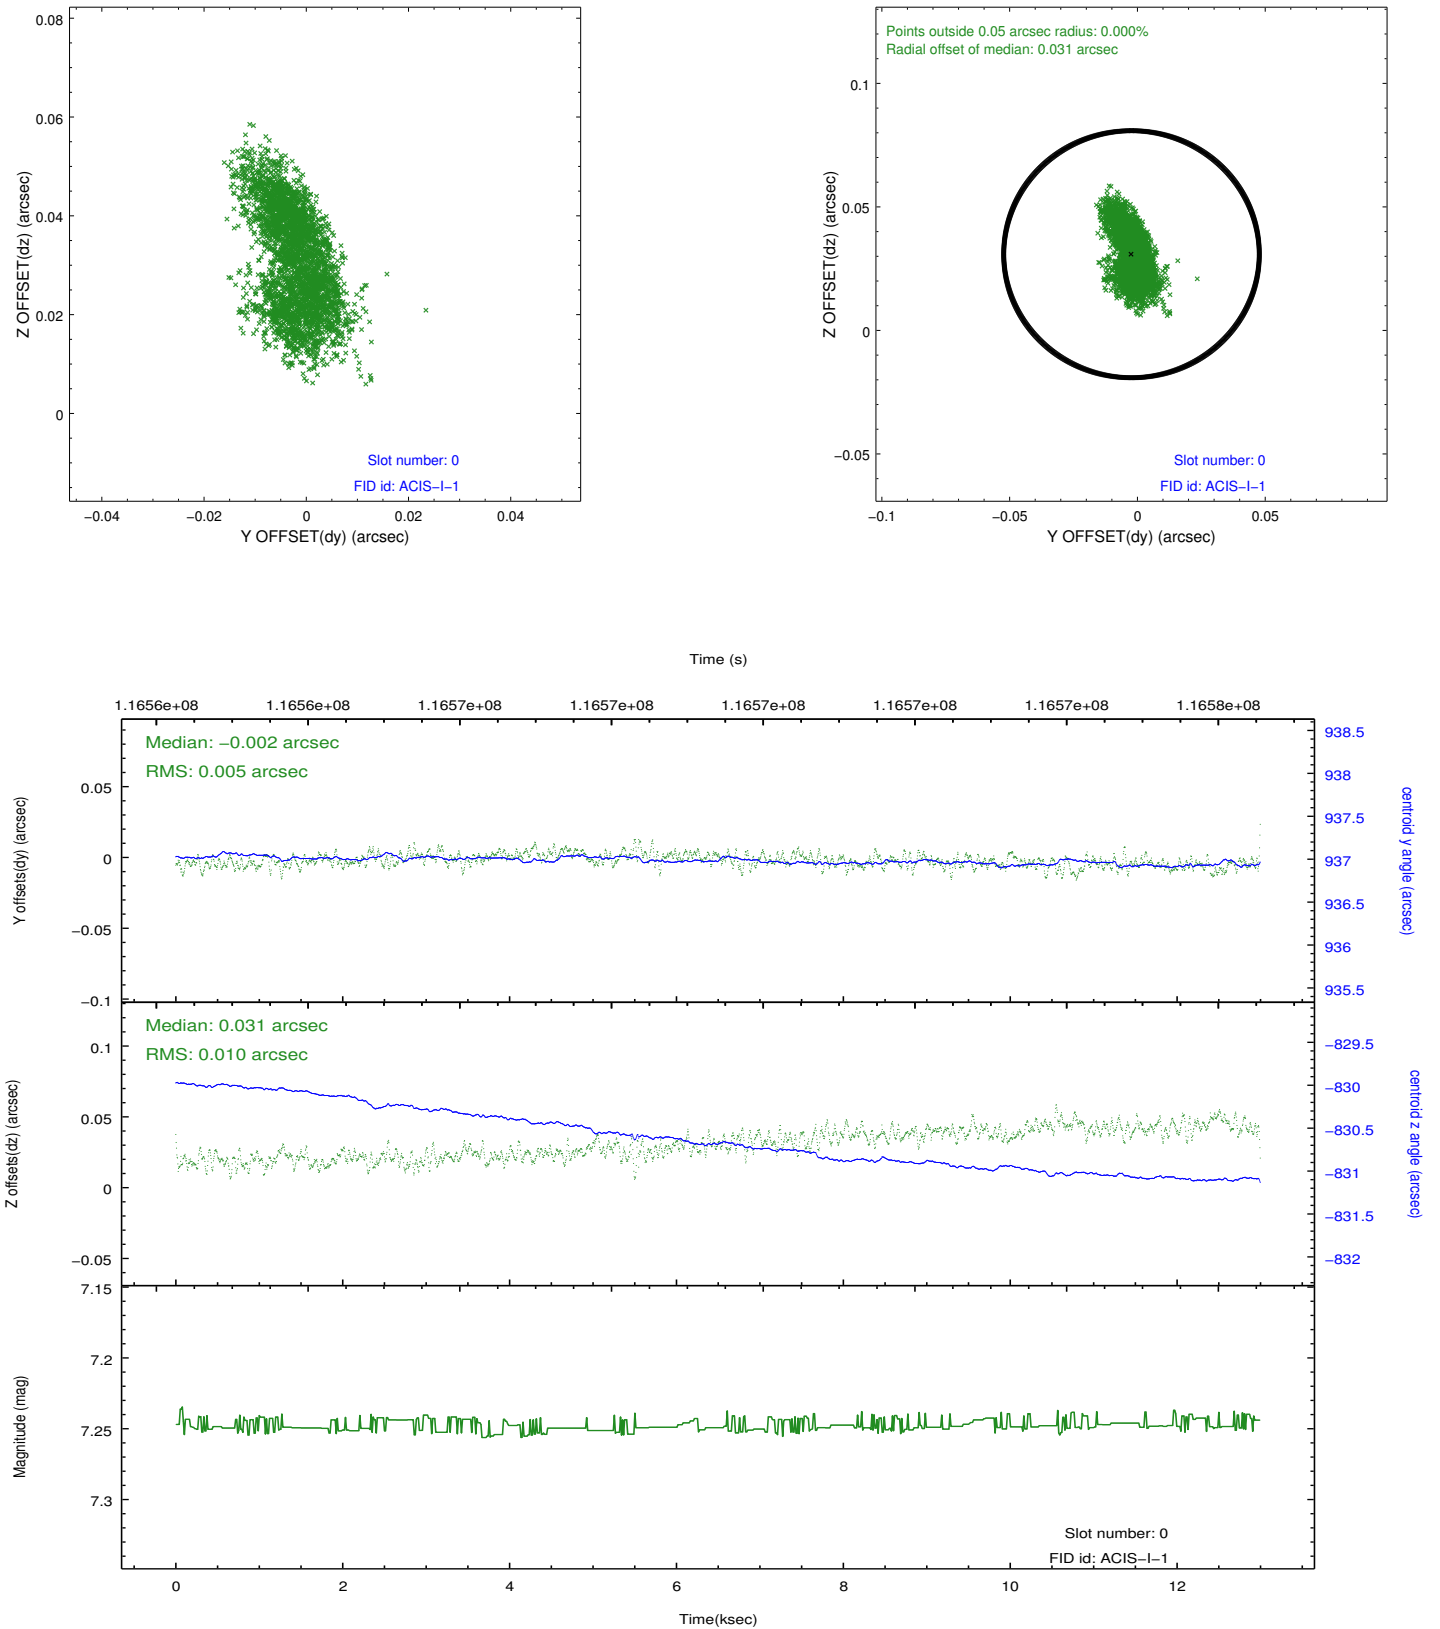 0.08
0.06
0.04
0.02
0
Z OFFSET(dz) (arcsec)
Slot number: 0
FID id: ACIS−I−1
−0.04 −0.02 0 0.02 0.04
Y OFFSET(dy) (arcsec)
Points outside 0.05 arcsec radius: 0.000%
Radial offset of median: 0.031 arcsec
0.1
0.05
0
−0.05
Z OFFSET(dz) (arcsec)
Slot number: 0
FID id: ACIS−I−1
−0.1 −0.05 0 0.05
Y OFFSET(dy) (arcsec)
Time (s)
1.1656e+08 1.1656e+08 1.1657e+08 1.1657e+08 1.1657e+08 1.1657e+08 1.1657e+08 1.1658e+08
Median: −0.002 arcsec
RMS: 0.005 arcsec
0.05
0
−0.05
−0.1
Y offsets(dy) (arcsec)
938.5
938
937.5
937
936.5
936
935.5
centroid y angle (arcsec)
Median: 0.031 arcsec
RMS: 0.010 arcsec
0.1
0.05
0
−0.05
Z offsets(dz) (arcsec)
−829.5
−830
−830.5
−831
−831.5
−832
centroid z angle (arcsec)
7.15
7.2
7.25
7.3
Magnitude (mag)
Slot number: 0
FID id: ACIS−I−1
0 2 4 6 8 10 12
Time(ksec)